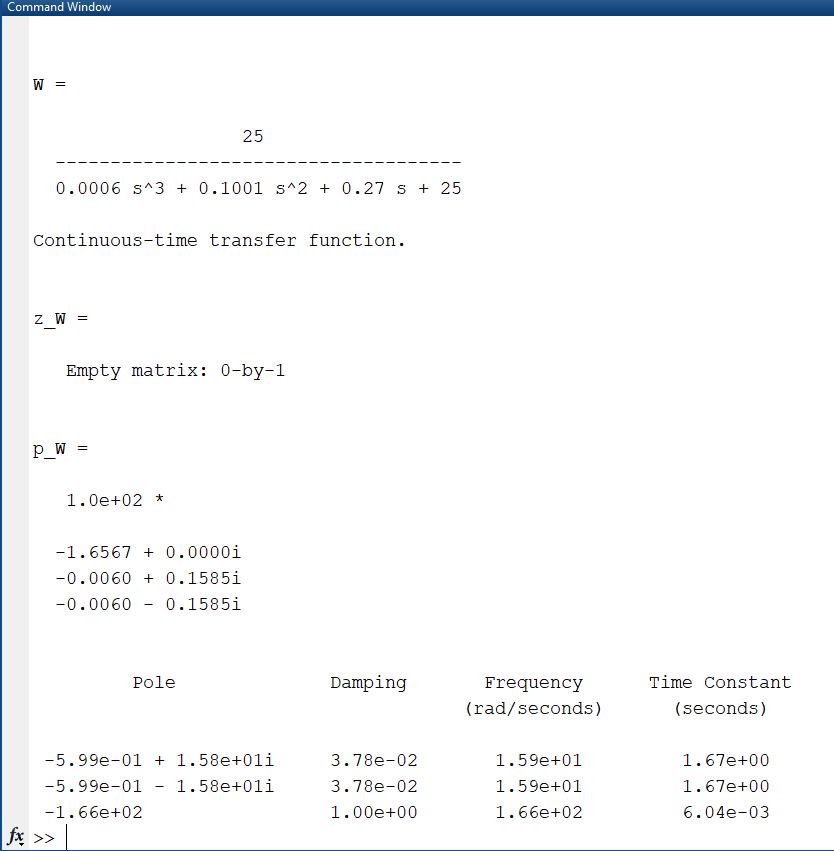 Command Window
W =
25
-------------------------------------
0.0006 s^3 + 0.1001 s^2 + 0.27 s + 25
Continuous-time transfer function.
z_W =
Empty matrix: 0-by-1
p_W =
1.0e+02 *
-1.6567 + 0.0000i
-0.0060 + 0.1585i
-0.0060 - 0.1585i
Pole Damping Frequency Time Constant
(rad/seconds) (seconds)
-5.99e-01 + 1.58e+01i 3.78e-02 1.59e+01 1.67e+00
-5.99e-01 - 1.58e+01i 3.78e-02 1.59e+01 1.67e+00
-1.66e+02 1.00e+00 1.66e+02 6.04e-03
fx >>